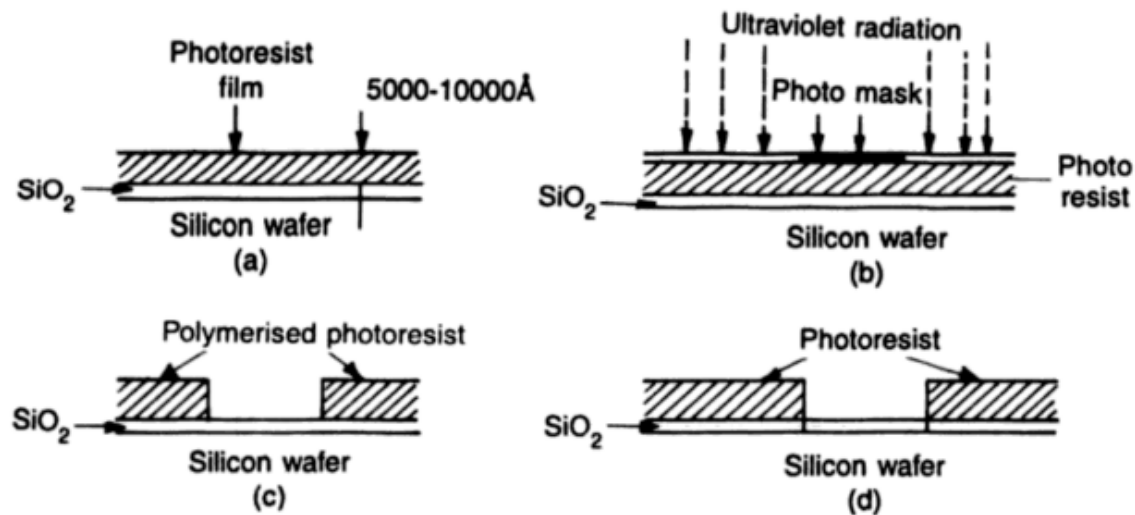 Photoresist
film
5000-10000Å
SiO2
Silicon wafer
(a)
Ultraviolet radiation
Photo mask
Photo
resist
SiO2
Silicon wafer
(b)
Polymerised photoresist
SiO2
Silicon wafer
(c)
Photoresist
SiO2
Silicon wafer
(d)